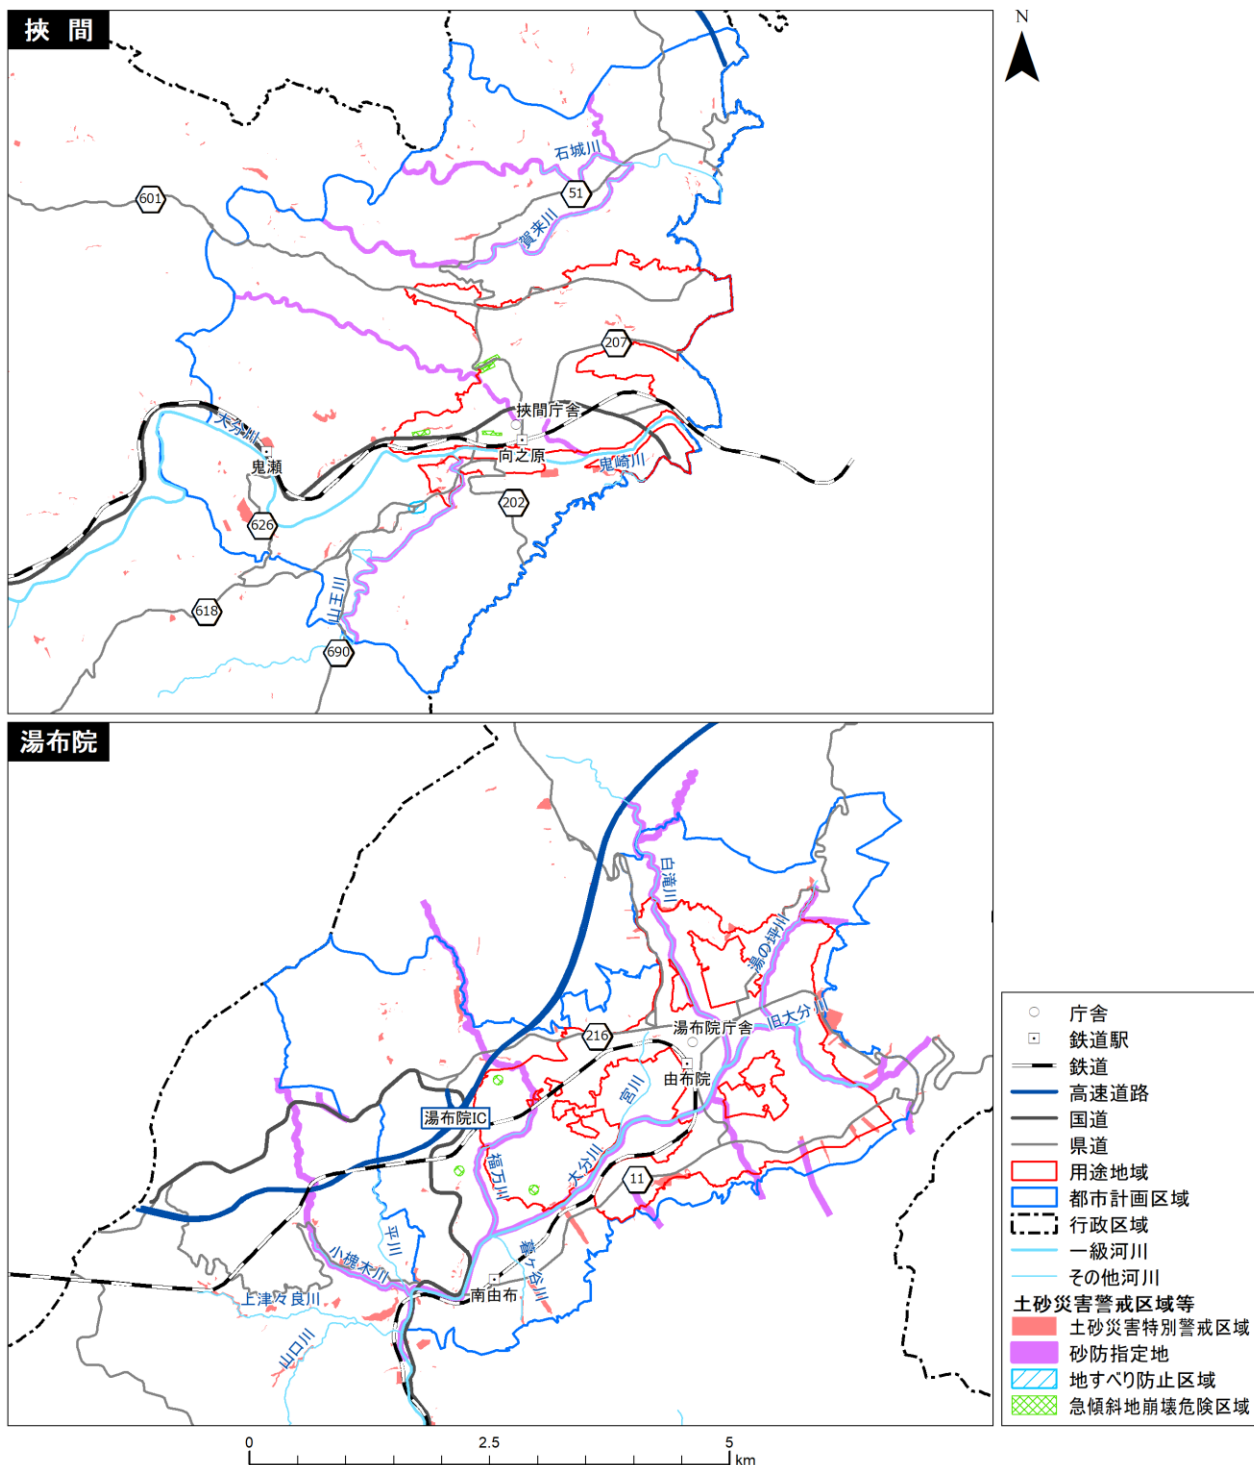 挾 間
N
石城川
51
601
賀来川
207
挾間庁舎
大分川
鬼瀬
向之原
鬼崎川
202
626
山王川
618
690
湯布院
白滝川
湯の坪川
旧大分川
湯布院庁舎
216
由布院
宮川
湯布院IC
福万川
大分川
11
平川
暮ヶ谷川
小挽木川
南由布
上津々良川
山口川
庁舎
鉄道駅
鉄道
高速道路
国道
県道
用途地域
都市計画区域
行政区域
一級河川
その他河川
土砂災害警戒区域等
土砂災害特別警戒区域
砂防指定地
地すべり防止区域
急傾斜地崩壊危険区域
0 2.5 5
km